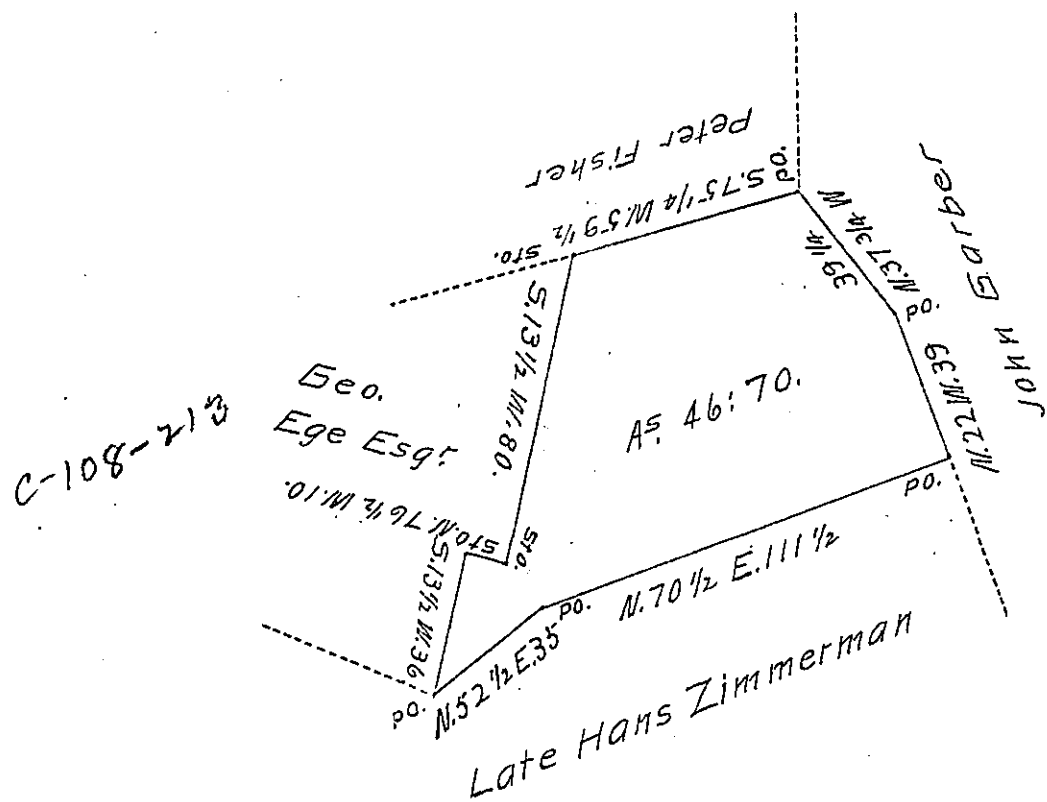 Peter Fisher
Po.
S.75 1/4 W.59 1/2
Sto.
N.37 3/4 W
39 1/4
John Garber
po.
N.22 W.39
S.13 1/2 W.80.
As. 46:70.
Geo.
Ege Esqr.
C-108-213
N.76 1/2 W.10.
Sto.
Sto.
S.13 1/2 W.36
po.
N.52 1/2 E.35
po.
N.70 1/2 E.111 1/2
po.
Late Hans Zimmerman